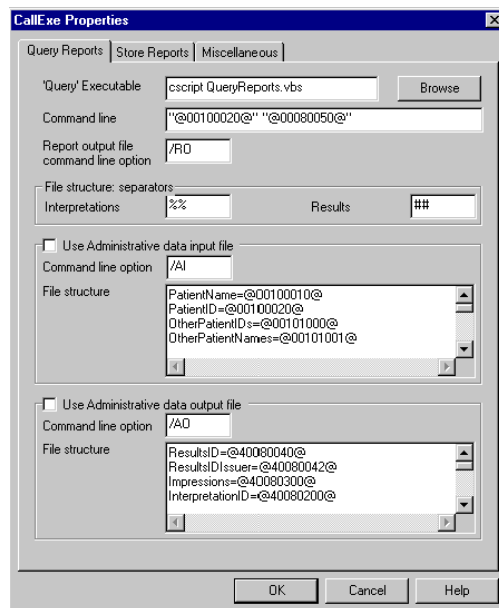 CallExe Properties
Query Reports Store Reports Miscellaneous
'Query' Executable cscript QueryReports.vbs Browse
Command line "@00100020@" "@00080050@"
Report output file
command line option /RO
File structure: separators
Interpretations %% Results ##
Use Administrative data input file
Command line option /AI
File structure PatientName=@00100010@
PatientID=@00100020@
OtherPatientIDs=@00101000@
OtherPatientNames=@00101001@
Use Administrative data output file
Command line option /AO
File structure ResultsID=@40080040@
ResultsIDIssuer=@40080042@
Impressions=@40080300@
InterpretationID=@40080200@
OK Cancel Help